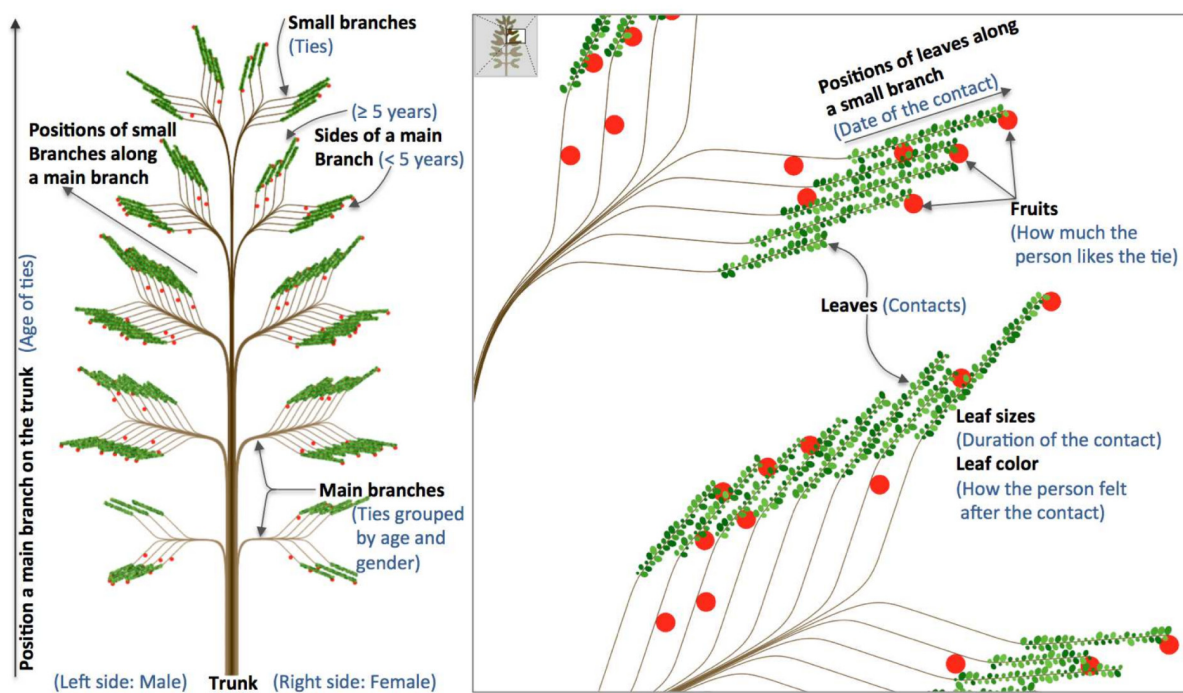 Position a main branch on the trunk (Age of ties)
Small branches
(Ties)
(≥ 5 years)
Sides of a main
Branch (< 5 years)
Positions of small
Branches along
a main branch
Main branches
(Ties grouped
by age and
gender)
(Left side: Male) Trunk (Right side: Female)
Positions of leaves along
a small branch
(Date of the contact)
Fruits
(How much the
person likes the tie)
Leaves (Contacts)
Leaf sizes
(Duration of the contact)
Leaf color
(How the person felt
after the contact)